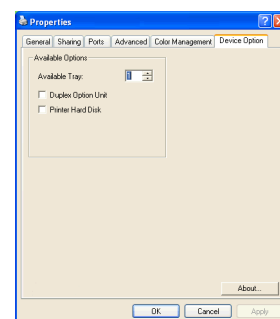 Properties
General Sharing Ports Advanced Color Management Device Option
Available Options
Available Tray: 1
Duplex Option Unit
Printer Hard Disk
About...
OK Cancel Apply